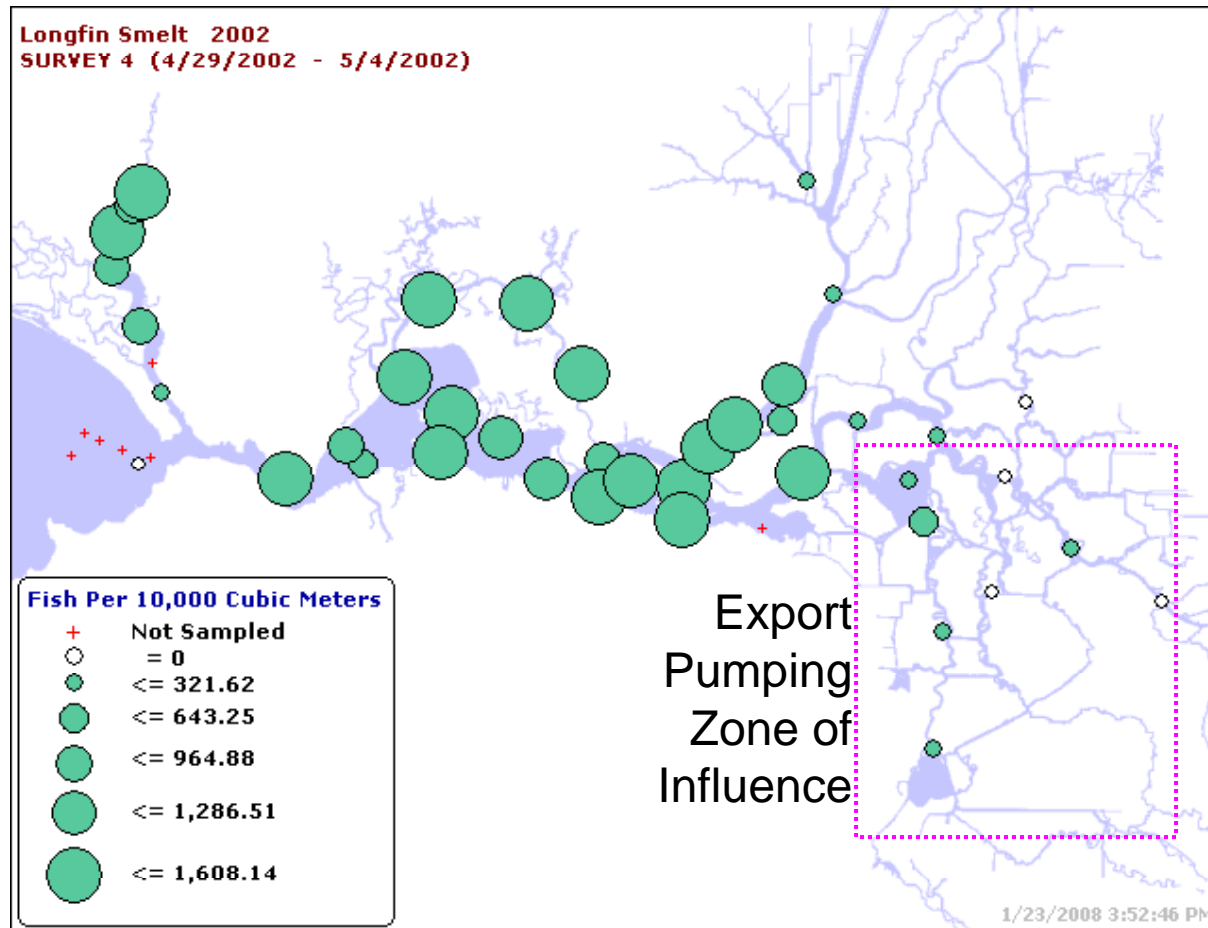 Longfin Smelt 2002
SURVEY 4 (4/29/2002 - 5/4/2002)
Export
Pumping
Zone of
Influence
Fish Per 10,000 Cubic Meters
Not Sampled
= 0
<= 321.62
<= 643.25
<= 964.88
<= 1,286.51
<= 1,608.14
1/23/2008 3:52:46 PM